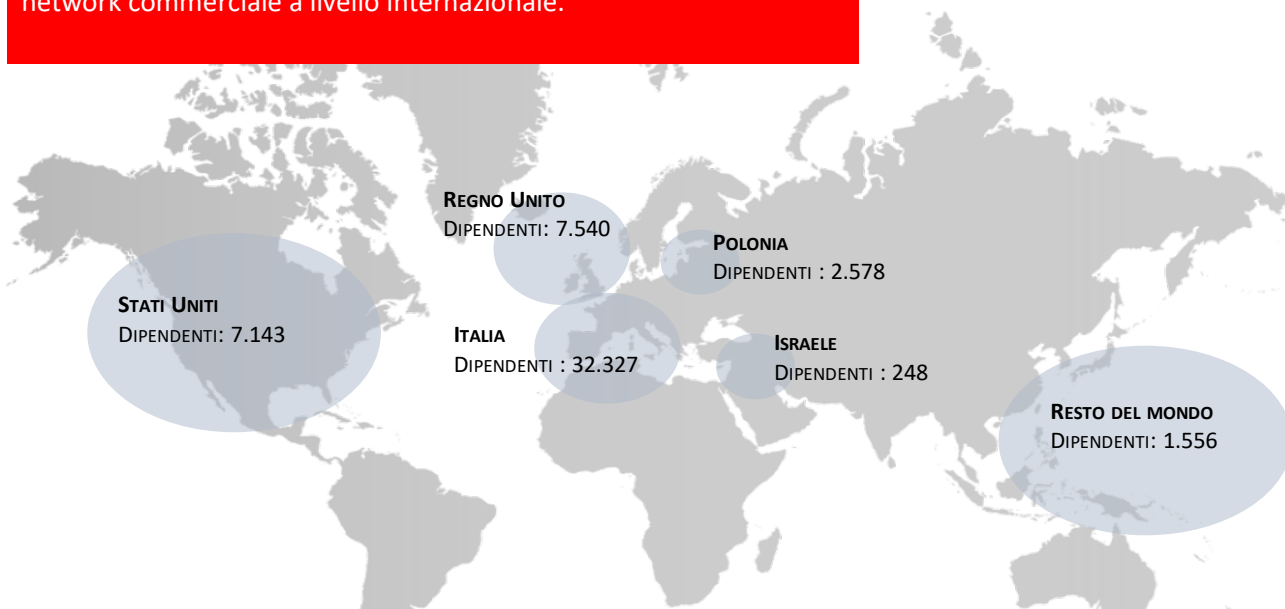 network commerciale a livello internazionale.
REGNO UNITO
DIPENDENTI: 7.540
POLONIA
DIPENDENTI : 2.578
STATI UNITI
DIPENDENTI: 7.143
ITALIA
DIPENDENTI : 32.327
ISRAELE
DIPENDENTI : 248
RESTO DEL MONDO
DIPENDENTI: 1.556